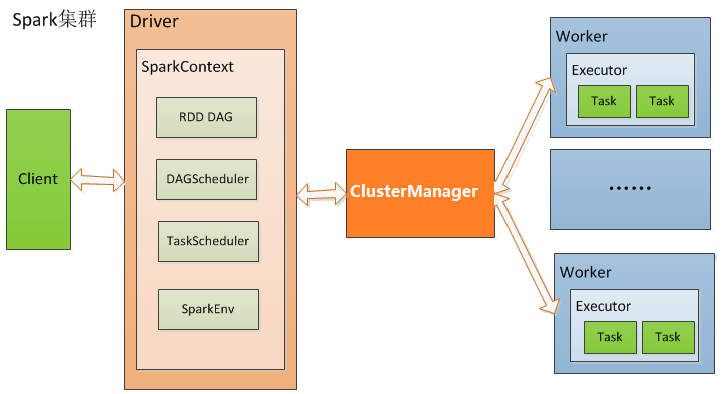 Spark集群
Driver
SparkContext
RDD DAG
DAGScheduler
TaskScheduler
SparkEnv
Client
ClusterManager
Worker
Executor
Task Task
······
Worker
Executor
Task Task